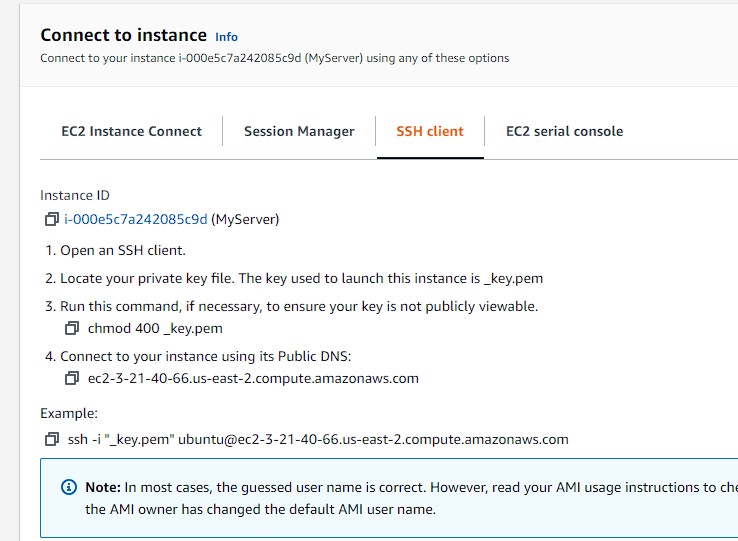 Connect to instance Info
Connect to your instance i-000e5c7a242085c9d (MyServer) using any of these options
EC2 Instance Connect Session Manager SSH client EC2 serial console
Instance ID
i-000e5c7a242085c9d (MyServer)
1. Open an SSH client.
2. Locate your private key file. The key used to launch this instance is _key.pem
3. Run this command, if necessary, to ensure your key is not publicly viewable.
chmod 400 _key.pem
4. Connect to your instance using its Public DNS:
ec2-3-21-40-66.us-east-2.compute.amazonaws.com
Example:
ssh -i "_key.pem" ubuntu@ec2-3-21-40-66.us-east-2.compute.amazonaws.com
Note: In most cases, the guessed user name is correct. However, read your AMI usage instructions to
the AMI owner has changed the default AMI user name.